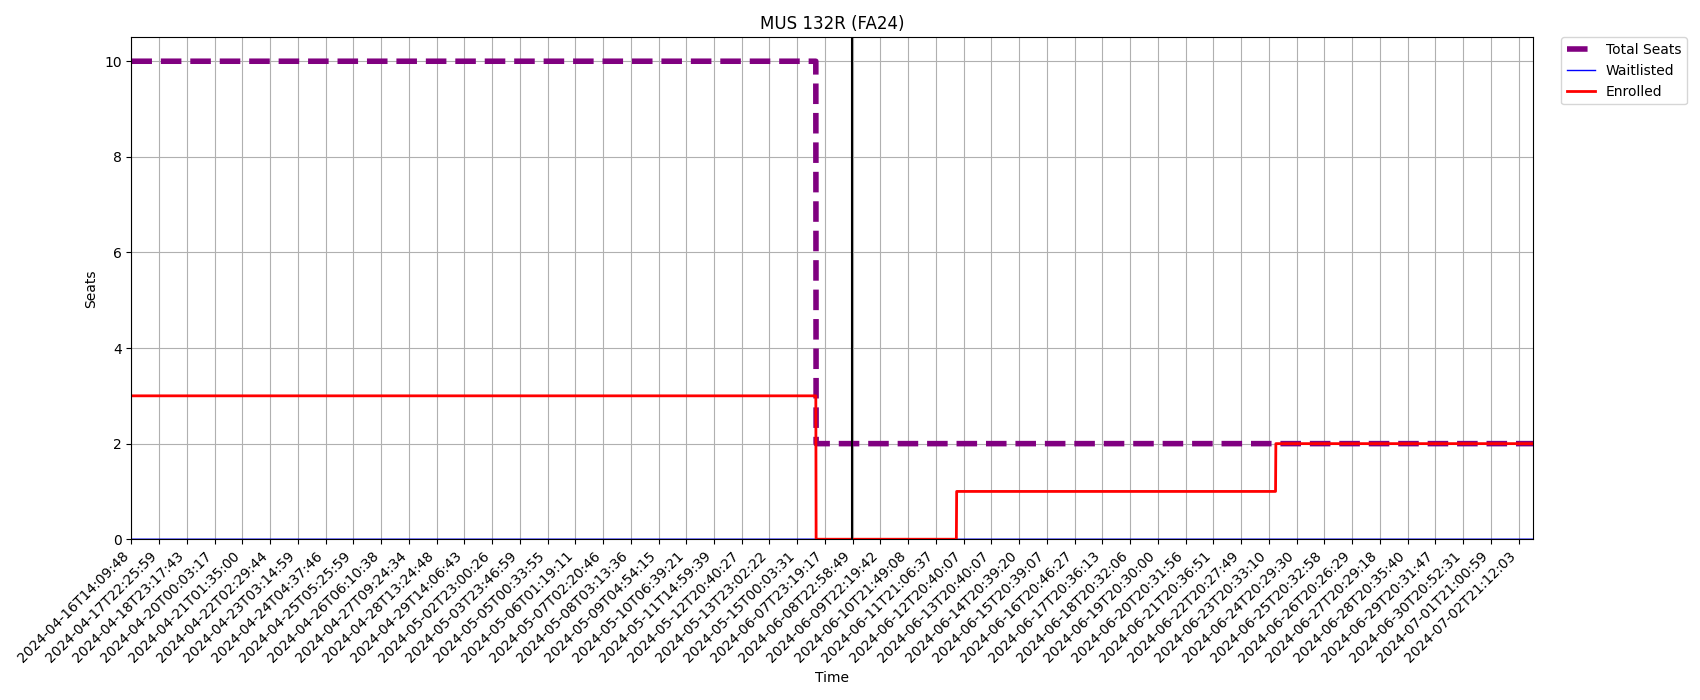 MUS 132R (FA24)
Total Seats
Waitlisted
Enrolled
10
8
6
4
2
0
Seats
2024-04-16T14:09:48
2024-04-17T22:25:59
2024-04-18T23:17:43
2024-04-20T00:03:17
2024-04-21T01:35:00
2024-04-22T02:29:44
2024-04-23T03:14:59
2024-04-24T04:37:46
2024-04-25T05:25:59
2024-04-26T06:10:38
2024-04-27T09:24:34
2024-04-28T13:24:48
2024-04-29T14:06:43
2024-05-02T23:00:26
2024-05-03T23:46:59
2024-05-05T00:33:55
2024-05-06T01:19:11
2024-05-07T02:20:46
2024-05-08T03:13:36
2024-05-09T04:54:15
2024-05-10T06:39:21
2024-05-11T14:59:39
2024-05-12T20:40:27
2024-05-13T23:02:22
2024-05-15T00:03:31
2024-06-07T23:19:17
2024-06-08T22:58:49
2024-06-09T22:19:42
2024-06-10T21:49:08
2024-06-11T21:06:37
2024-06-12T20:40:07
2024-06-13T20:40:07
2024-06-14T20:39:20
2024-06-15T20:39:07
2024-06-16T20:46:27
2024-06-17T20:36:13
2024-06-18T20:32:06
2024-06-19T20:30:00
2024-06-20T20:31:56
2024-06-21T20:36:51
2024-06-22T20:27:49
2024-06-23T20:33:10
2024-06-24T20:29:30
2024-06-25T20:32:58
2024-06-26T20:26:29
2024-06-27T20:29:18
2024-06-28T20:35:40
2024-06-29T20:31:47
2024-06-30T20:52:31
2024-07-01T21:00:59
2024-07-02T21:12:03
Time